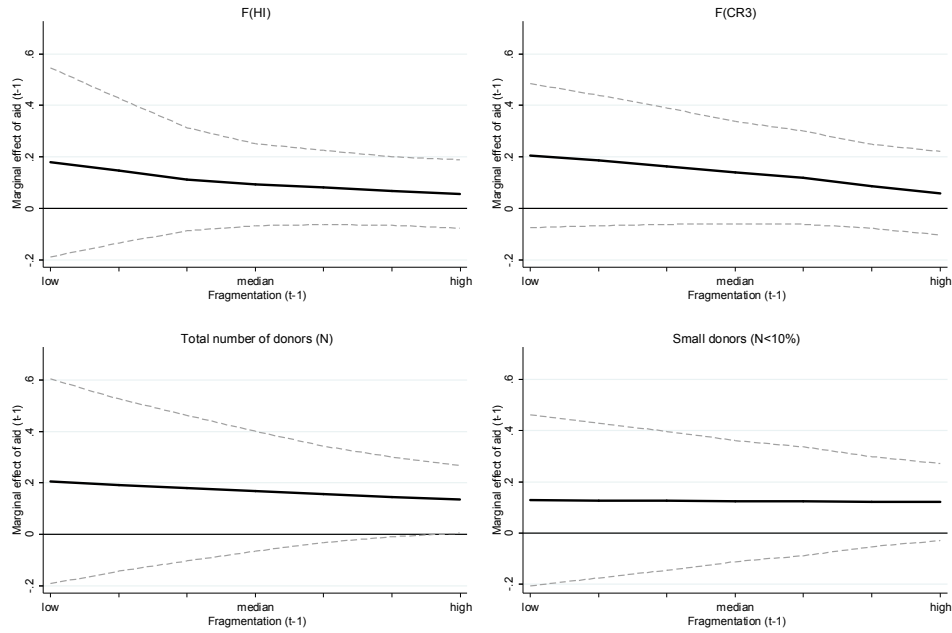 F(HI)
Marginal effect of aid (t-1)
.6
.4
.2
0
-.2
low
median
high
Fragmentation (t-1)
F(CR3)
Marginal effect of aid (t-1)
.6
.4
.2
0
-.2
low
median
high
Fragmentation (t-1)
Total number of donors (N)
Marginal effect of aid (t-1)
.6
.4
.2
0
-.2
low
median
high
Fragmentation (t-1)
Small donors (N<10%)
Marginal effect of aid (t-1)
.6
.4
.2
0
-.2
low
median
high
Fragmentation (t-1)